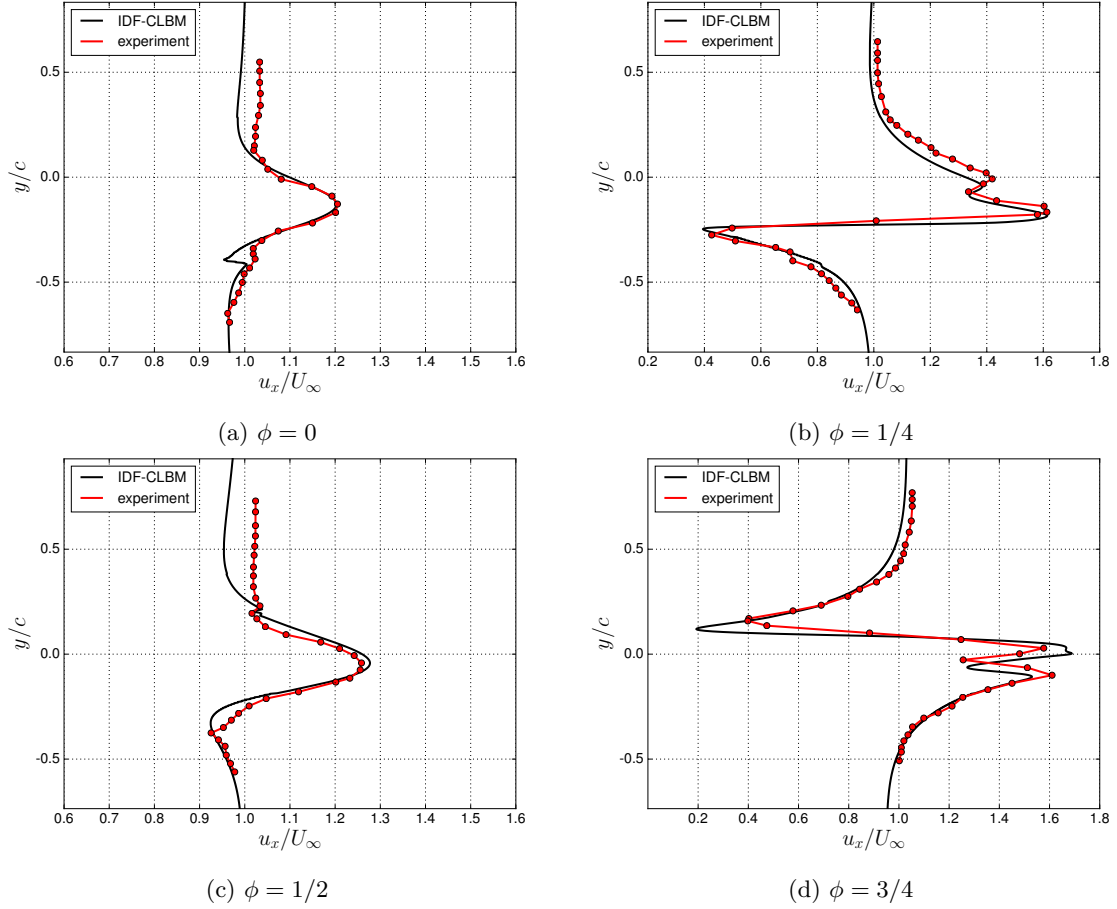 IDF-CLBM
experiment
0.5
0.0
-0.5
y/c
0.6 0.7 0.8 0.9 1.0 1.1 1.2 1.3 1.4 1.5 1.6
u_x/U_∞
(a) ϕ = 0
IDF-CLBM
experiment
0.5
0.0
-0.5
y/c
0.2 0.4 0.6 0.8 1.0 1.2 1.4 1.6 1.8
u_x/U_∞
(b) ϕ = 1/4
IDF-CLBM
experiment
0.5
0.0
-0.5
y/c
0.6 0.7 0.8 0.9 1.0 1.1 1.2 1.3 1.4 1.5 1.6
u_x/U_∞
(c) ϕ = 1/2
IDF-CLBM
experiment
0.5
0.0
-0.5
y/c
0.2 0.4 0.6 0.8 1.0 1.2 1.4 1.6 1.8
u_x/U_∞
(d) ϕ = 3/4